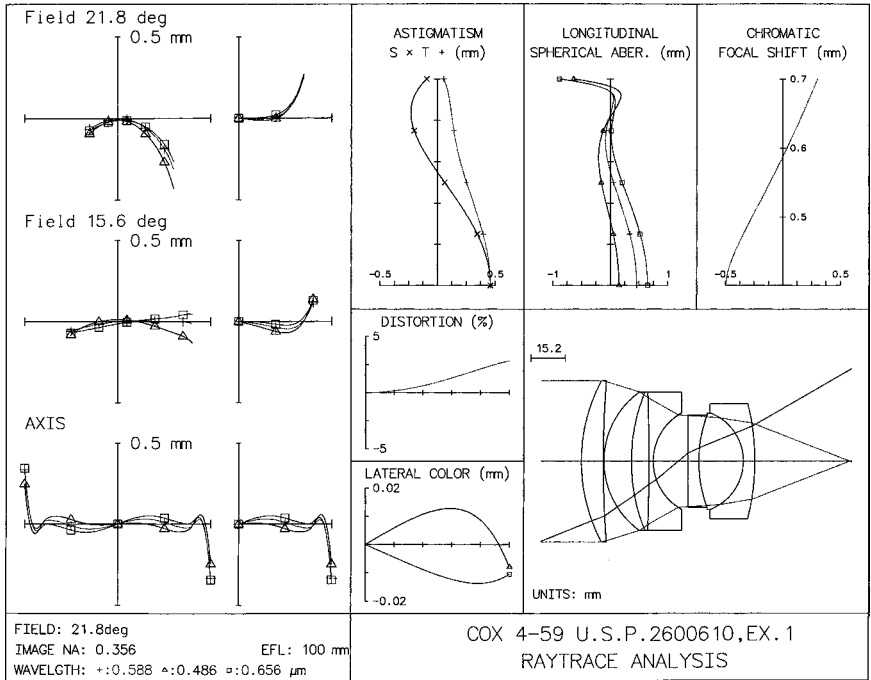 Field 21.8 deg
0.5 mm
Field 15.6 deg
0.5 mm
AXIS
0.5 mm
ASTIGMATISM
S × T + (mm)
-0.5 0.5
LONGITUDINAL
SPHERICAL ABER. (mm)
-1 1
CHROMATIC
FOCAL SHIFT (mm)
0.7
0.6
0.5
-0.5 0.5
DISTORTION (%)
5
-5
LATERAL COLOR (mm)
0.02
-0.02
15.2
UNITS: mm
FIELD: 21.8deg
IMAGE NA: 0.356 EFL: 100 mm
WAVELGTH: +:0.588 ▵:0.486 ▫:0.656 µm
COX 4-59 U.S.P.2600610,EX.1
RAYTRACE ANALYSIS